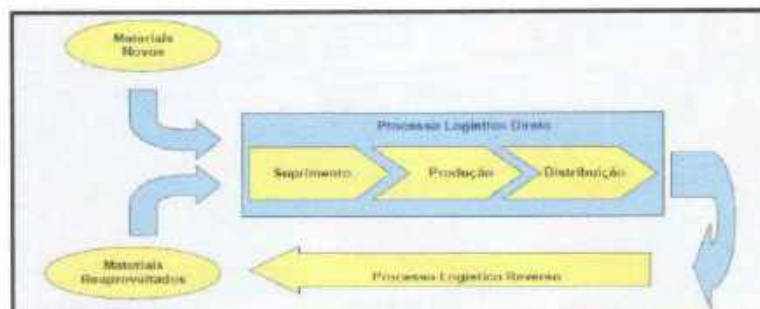 Materiais
Novos
Processo Logístico Direto
Suprimento
Produção
Distribuição
Materiais
Reaproveitados
Processo Logístico Reverso